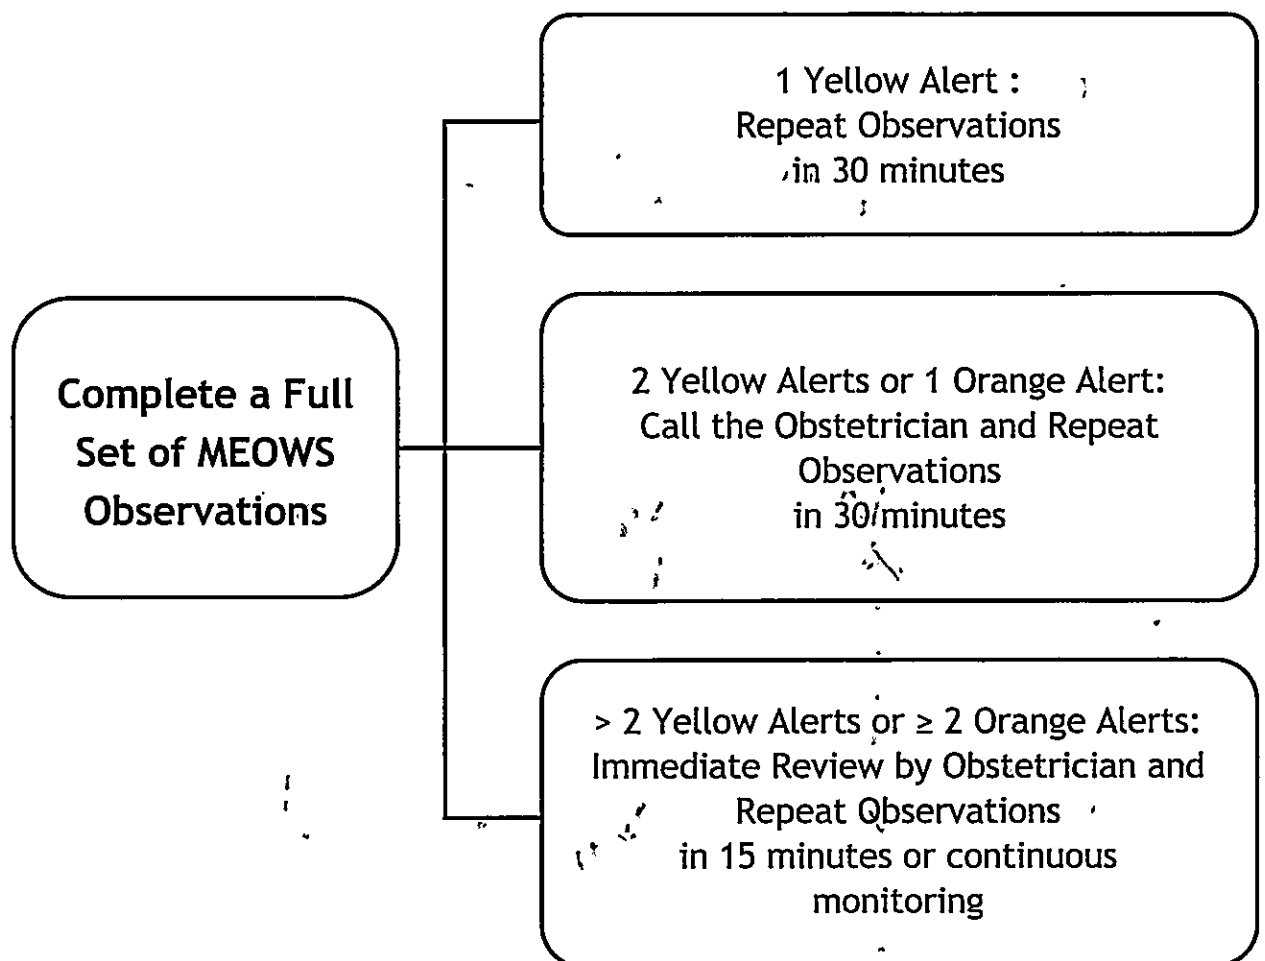 1 Yellow Alert :
Repeat Observations
in 30 minutes
Complete a Full
Set of MEOWS
Observations
2 Yellow Alerts or 1 Orange Alert:
Call the Obstetrician and Repeat
Observations
in 30 minutes
> 2 Yellow Alerts or ≥ 2 Orange Alerts:
Immediate Review by Obstetrician and
Repeat Observations
in 15 minutes or continuous
monitoring